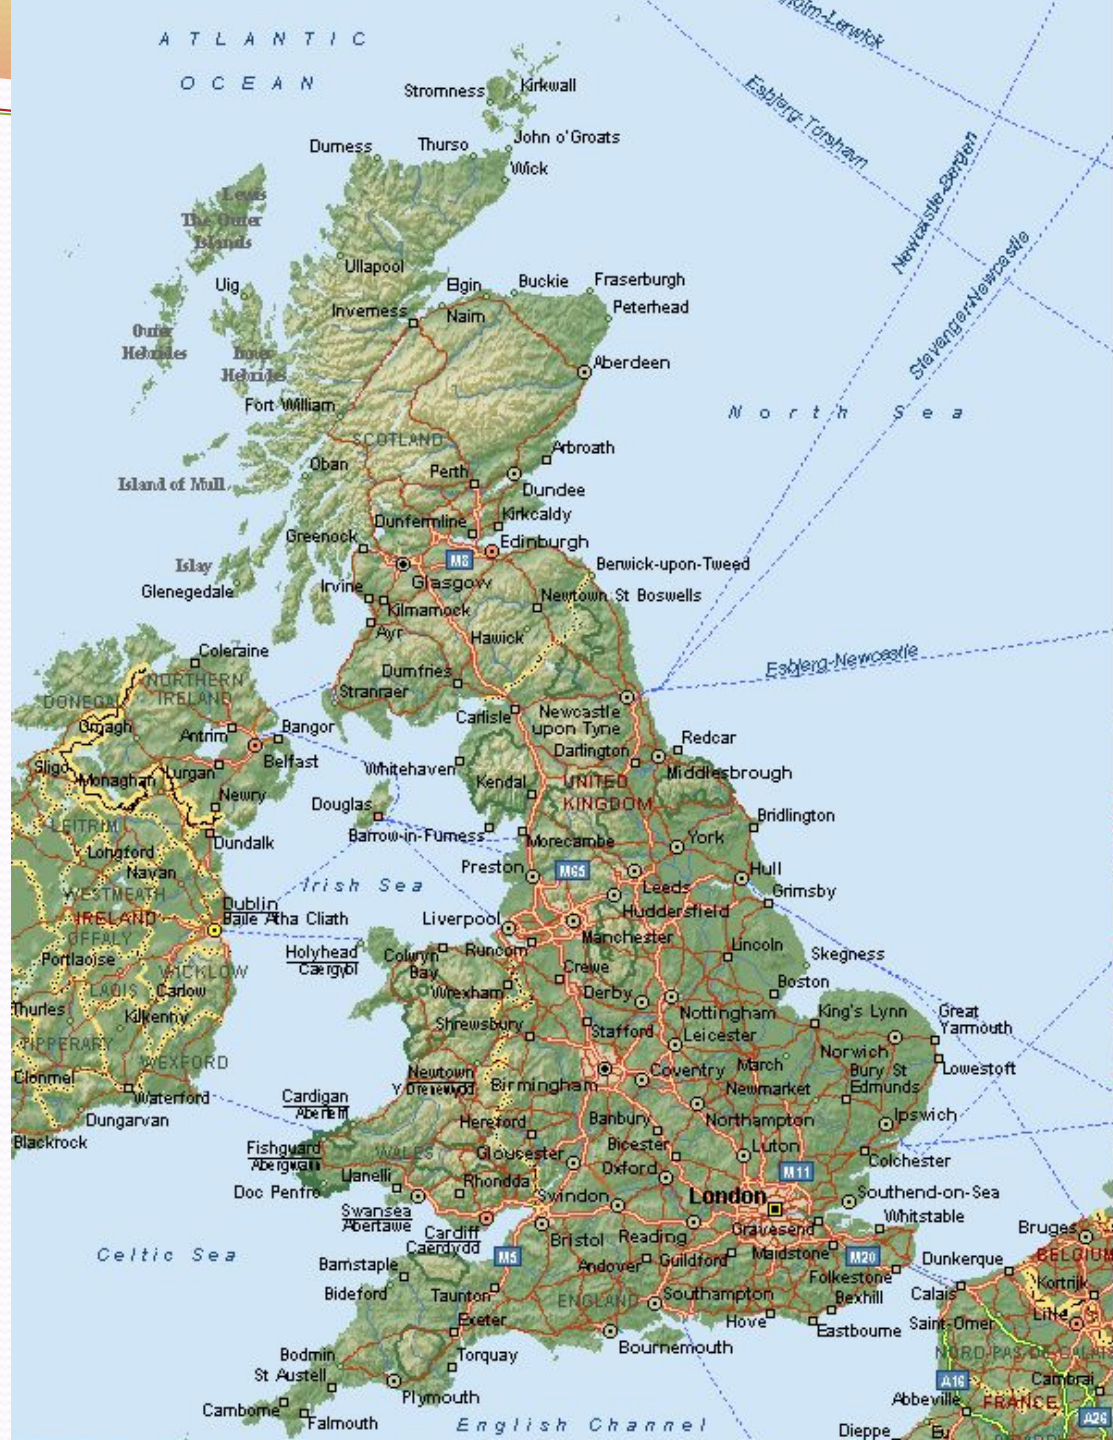 ATLANTIC
OCEAN
holm-Lerwick
Esbjerg-Torshavn
Newcastle-Bergen
Stavanger-Newcastle
Stromness
Kirkwall
John o'Groats
Durness
Thurso
Wick
Lewis
The Outer
Islands
Ullapool
Uig
Elgin
Buckie
Fraserburgh
Inverness
Nairn
Peterhead
Outer
Hebrides
Inner
Hebrides
Aberdeen
Fort William
North Sea
SCOTLAND
Arbroath
Oban
Perth
Island of Mull
Dundee
Dunfermline
Kirkcaldy
Greenock
Edinburgh
M8
Islay
Glasgow
Berwick-upon-Tweed
Glenegedale
Irvine
Kilmarnock
Newtown St Boswells
Ayr
Hawick
Coleraine
Esbjerg-Newcastle
Dumfries
NORTHERN
IRELAND
DONEGAL
Stranraer
Carlisle
Newcastle
upon Tyne
Omagh
Antrim
Bangor
Redcar
Belfast
Darlington
Sligo
Monaghan
Lurgan
Whitehaven
Kendal
Middlesbrough
UNITED
KINGDOM
Newry
Douglas
Bridlington
LEITRIM
Barrow-in-Furness
Morecambe
York
Dundalk
Longford
Preston
M65
Hull
Navan
Irish Sea
Leeds
Grimsby
WESTMEATH
Dublin
Baile Atha Cliath
IRELAND
Liverpool
Huddersfield
OFFALY
Manchester
Holyhead
Caergybi
Colwyn
Bay
Runcorn
Lincoln
Skegness
Portlaoise
Crewe
WICKLOW
LAOIS
Carlow
Wrexham
Derby
Boston
Thurles
Kilkenny
Nottingham
King's Lynn
Great
Yarmouth
Shrewsbury
Stafford
Leicester
TIPPERARY
WEXFORD
Norwich
March
Bury St
Edmunds
Lowestoft
Clonmel
Newtown
Y Drenewydd
Birmingham
Coventry
Newmarket
Waterford
Cardigan
Aberteifi
Dungarvan
Hereford
Banbury
Northampton
Ipswich
Blackrock
Fishguard
Abergwaun
WALES
Gloucester
Bicester
Luton
Colchester
Llanelli
Rhondda
Oxford
M11
Doc Penfro
Swindon
London
Southend-on-Sea
Swansea
Abertawe
Cardiff
Caerdydd
Bristol
Reading
Gravesend
Whitstable
Bruges
Celtic Sea
M5
Andover
Guildford
Maidstone
M20
Dunkerque
BELGIUM
Barnstaple
Folkestone
Kortrijk
Bideford
Taunton
ENGLAND
Southampton
Bexhill
Calais
Exeter
Hove
Eastbourne
Saint-Omer
Lille
Bournemouth
NORD-PAS-DE-CALAIS
Bodmin
Torquay
St Austell
A16
Cambrai
Plymouth
Abbeville
FRANCE
Camborne
Falmouth
English Channel
Dieppe
Eu
A26